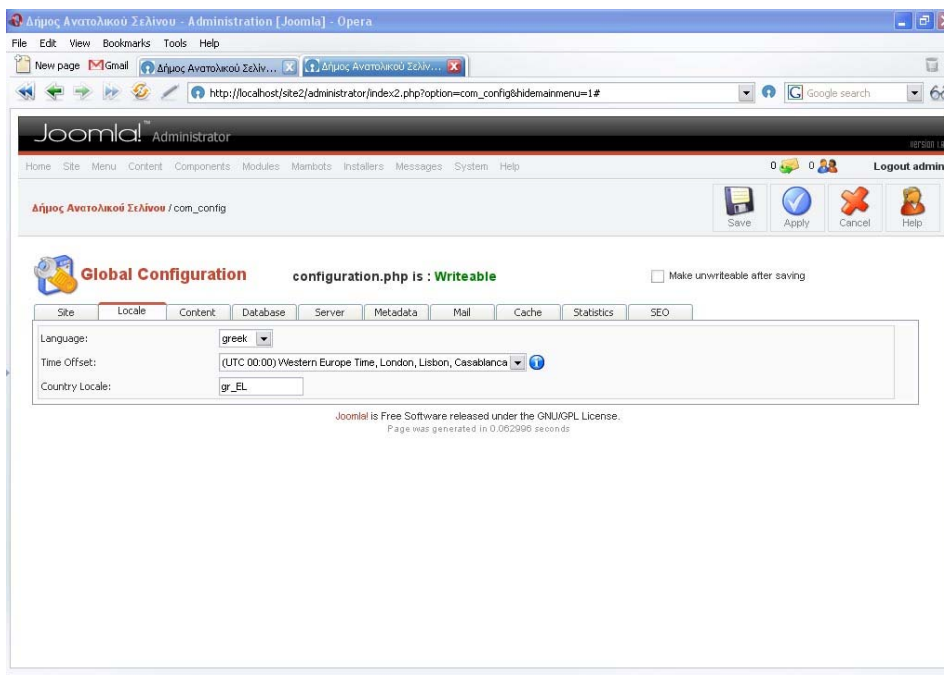 Δήμος Ανατολικού Σελίνου - Administration [Joomla] - Opera
File Edit View Bookmarks Tools Help
New page Gmail Δήμος Ανατολικού Σελίν... Δήμος Ανατολικού Σελίν...
http://localhost/site2/administrator/index2.php?option=com_config&hidemainmenu=1# G Google search
Joomla!™ Administrator
version
Home Site Menu Content Components Modules Mambots Installers Messages System Help 0 0 Logout admin
Δήμος Ανατολικού Σελίνου / com_config
Save Apply Cancel Help
Global Configuration configuration.php is : Writeable Make unwriteable after saving
Site Locale Content Database Server Metadata Mail Cache Statistics SEO
Language: greek
Time Offset: (UTC 00:00) Western Europe Time, London, Lisbon, Casablanca
Country Locale: gr_EL
Joomla! is Free Software released under the GNU/GPL License.
Page was generated in 0.062996 seconds